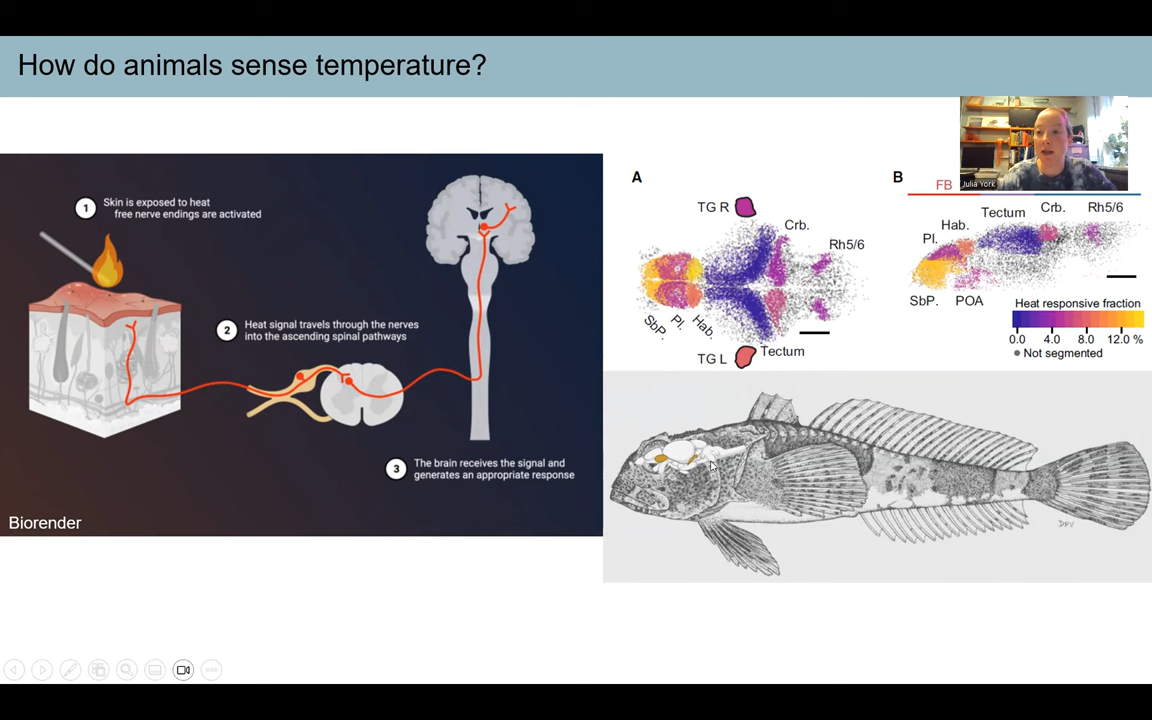 How do animals sense temperature?
1
Skin is exposed to heat
free nerve endings are activated
2
Heat signal travels through the nerves
into the ascending spinal pathways
3
The brain receives the signal and
generates an appropriate response
Biorender
A
TG R
Crb.
Rh5/6
SbP.
Pl.
Hab.
TG L
Tectum
B
FB
Julia York
Tectum
Crb.
Rh5/6
Hab.
Pl.
SbP.
POA
Heat responsive fraction
0.0 4.0 8.0 12.0 %
Not segmented
DPV